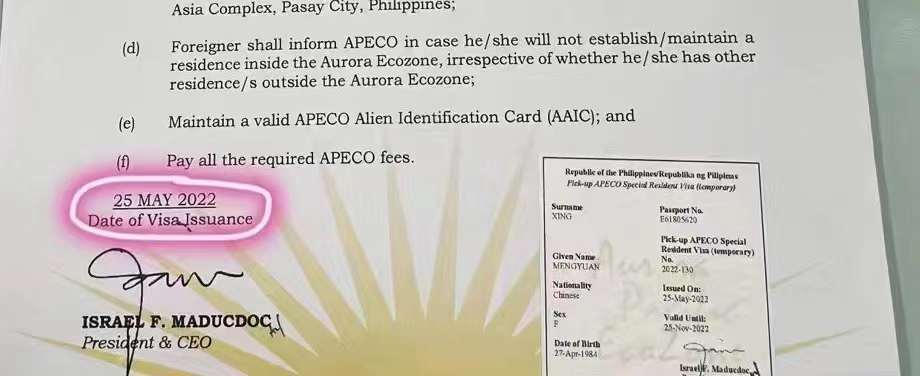 Asia Complex, Pasay City, Philippines;
(d) Foreigner shall inform APECO in case he/she will not establish/maintain a
residence inside the Aurora Ecozone, irrespective of whether he/she has other
residence/s outside the Aurora Ecozone;
(e) Maintain a valid APECO Alien Identification Card (AAIC); and
(f) Pay all the required APECO fees.
25 MAY 2022
Date of Visa Issuance
ISRAEL F. MADUCDOC
President & CEO
Republic of the Philippines/Republika ng Pilipinas
Pick-up APECO Special Resident Visa (temporary)
Surname
XING
Passport No.
E61805620
Given Name
MENGYUAN
Pick-up APECO Special
Resident Visa (temporary)
No.
2022-130
Nationality
Chinese
Issued On:
25-May-2022
Sex
F
Valid Until:
25-Nov-2022
Date of Birth
27-Apr-1984
Israel F. Maducdoc